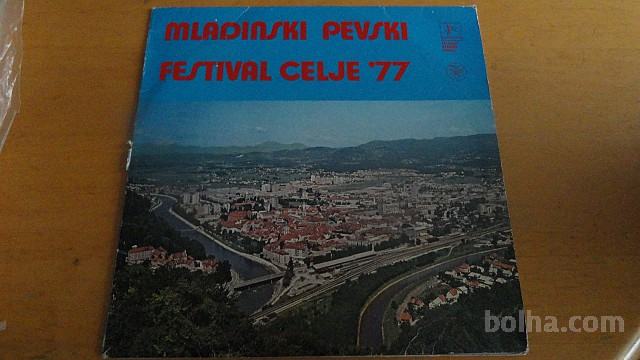 MLADINSKI PEVSKI
FESTIVAL CELJE '77
bolha.com